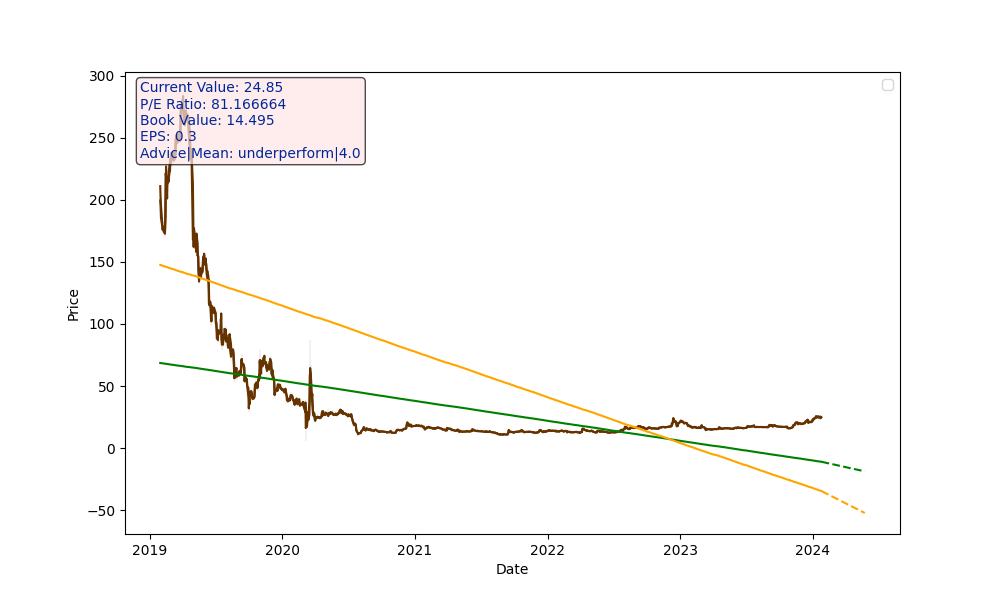 Current Value: 24.85
P/E Ratio: 81.166664
Book Value: 14.495
EPS: 0.3
Advice|Mean: underperform|4.0
300
250
200
150
100
50
0
−50
Price
2019 2020 2021 2022 2023 2024
Date